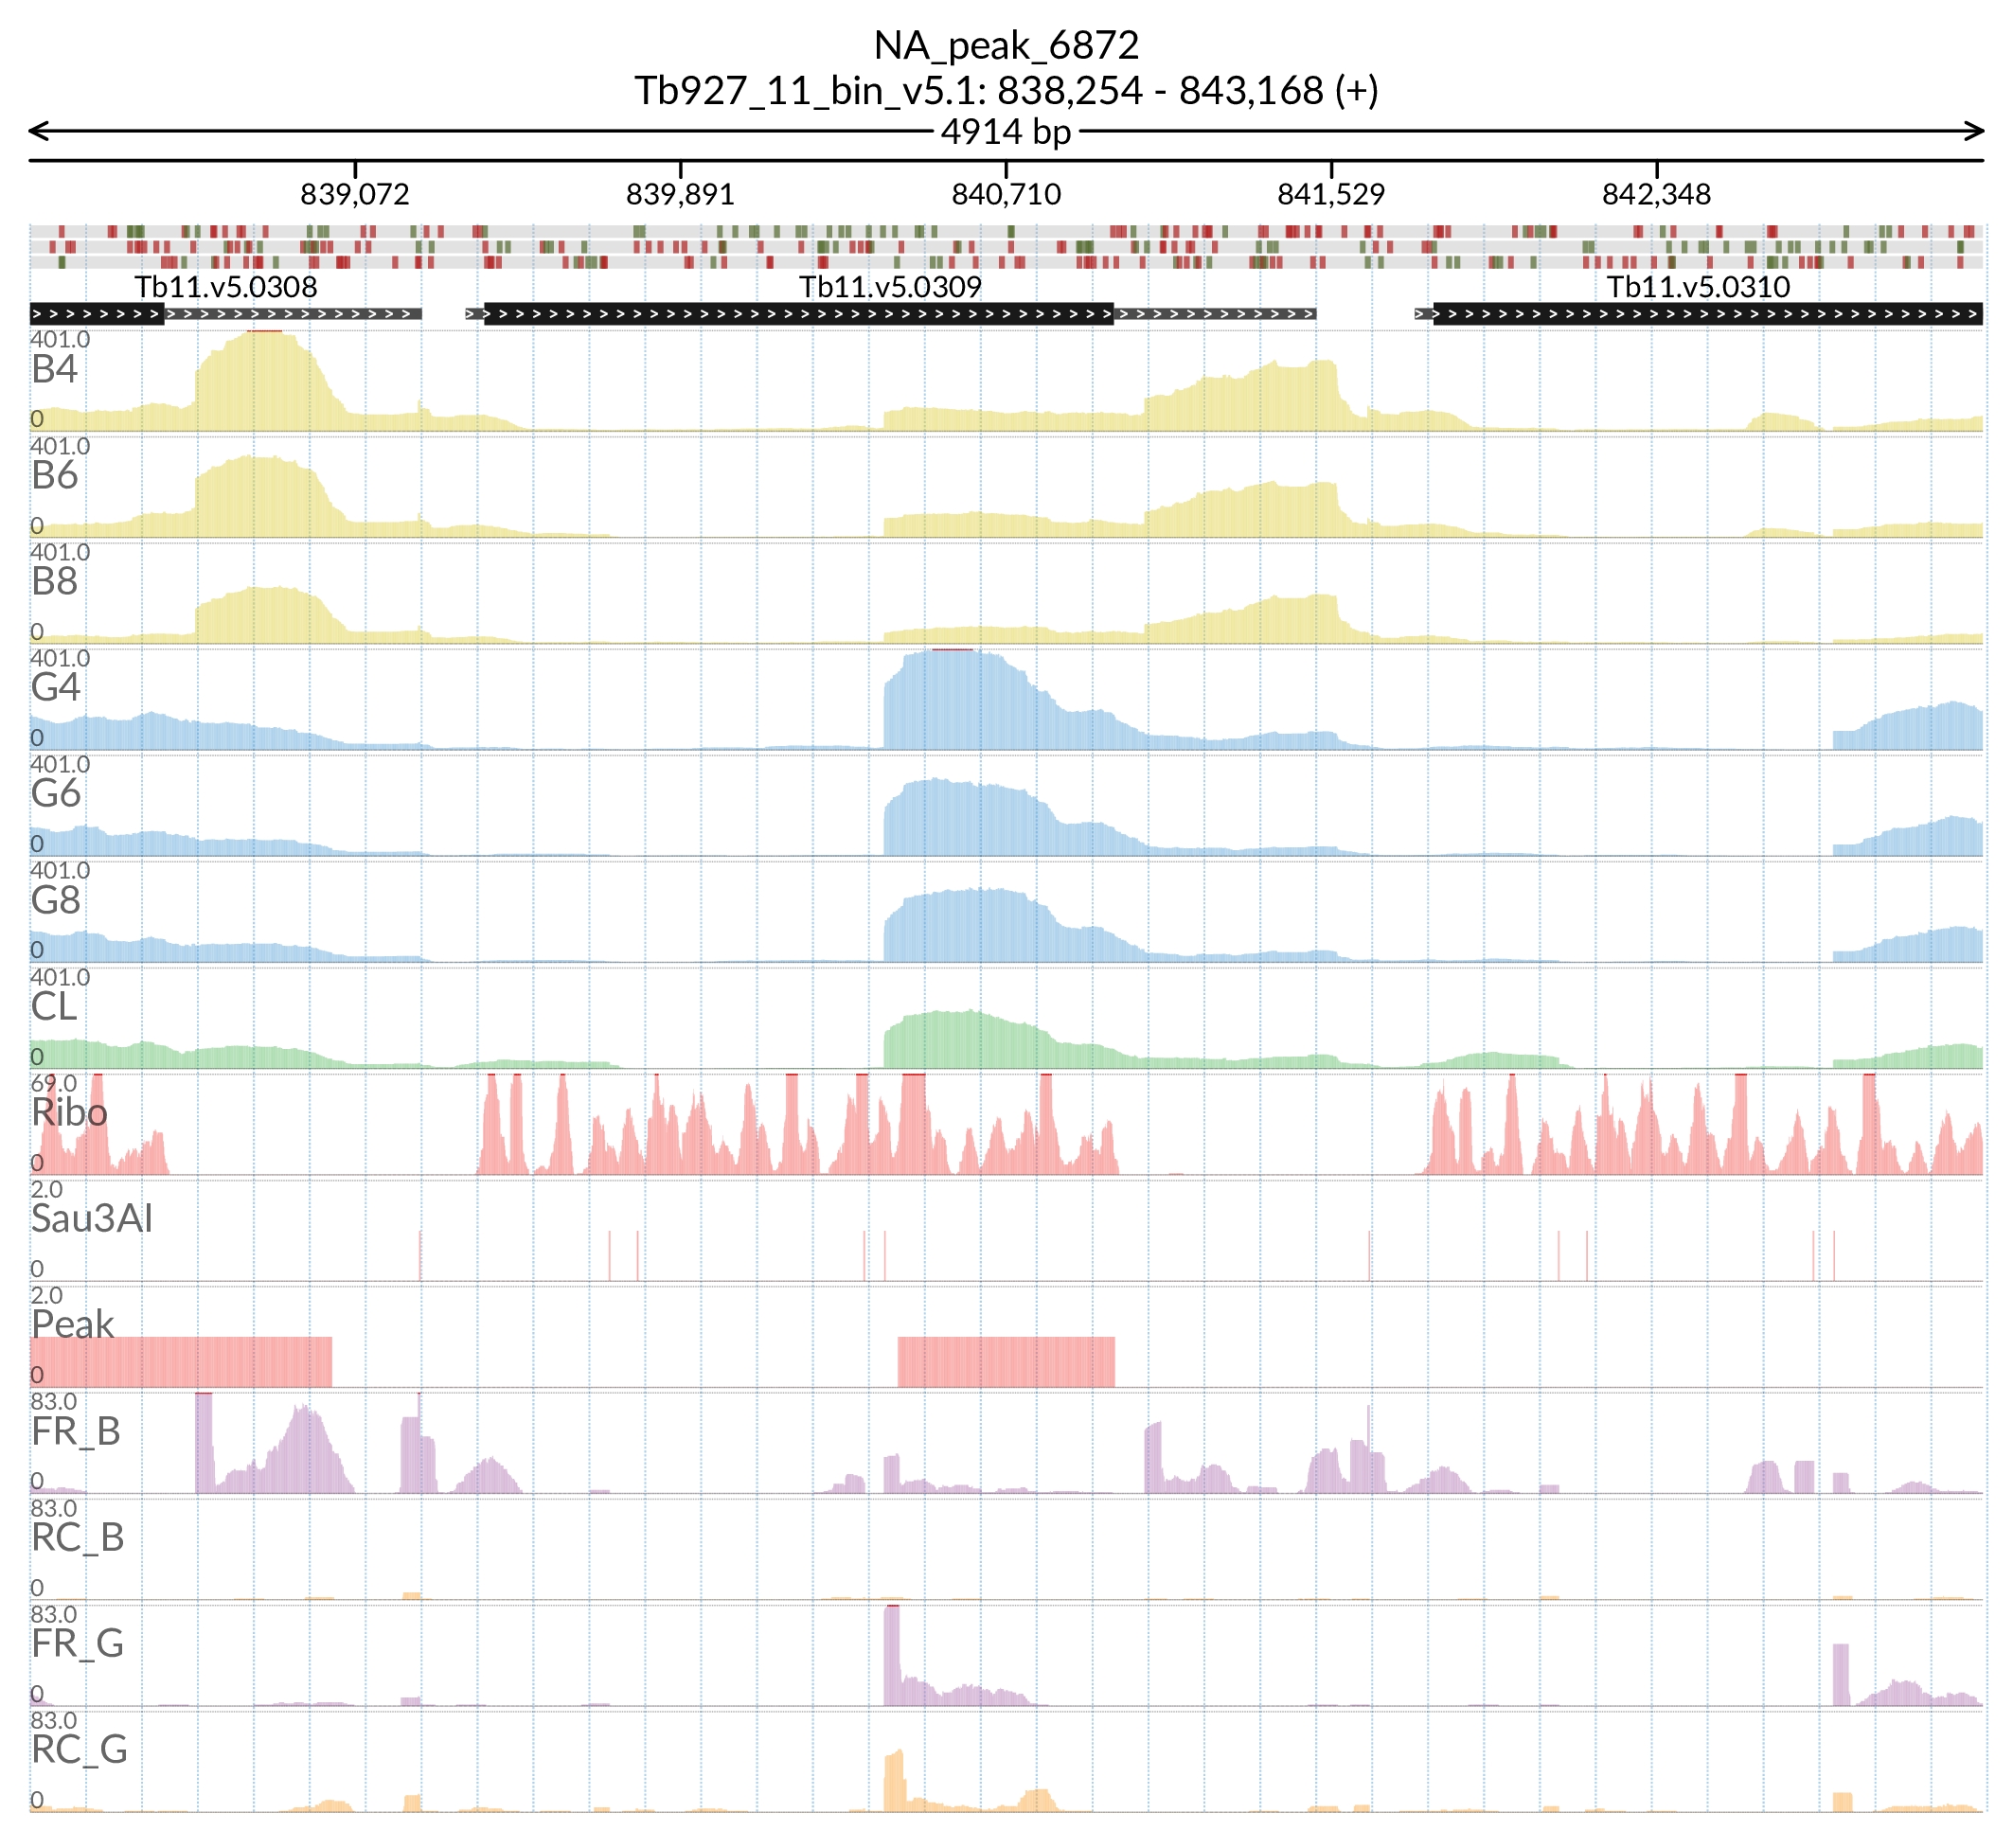 NA_peak_6872
Tb927_11_bin_v5.1: 838,254 - 843,168 (+)
4914 bp
839,072 839,891 840,710 841,529 842,348
Tb11.v5.0308 Tb11.v5.0309 Tb11.v5.0310
401.0
B4
0
401.0
B6
0
401.0
B8
0
401.0
G4
0
401.0
G6
0
401.0
G8
0
401.0
CL
0
69.0
Ribo
0
2.0
Sau3AI
0
2.0
Peak
0
83.0
FR_B
0
83.0
RC_B
0
83.0
FR_G
0
83.0
RC_G
0